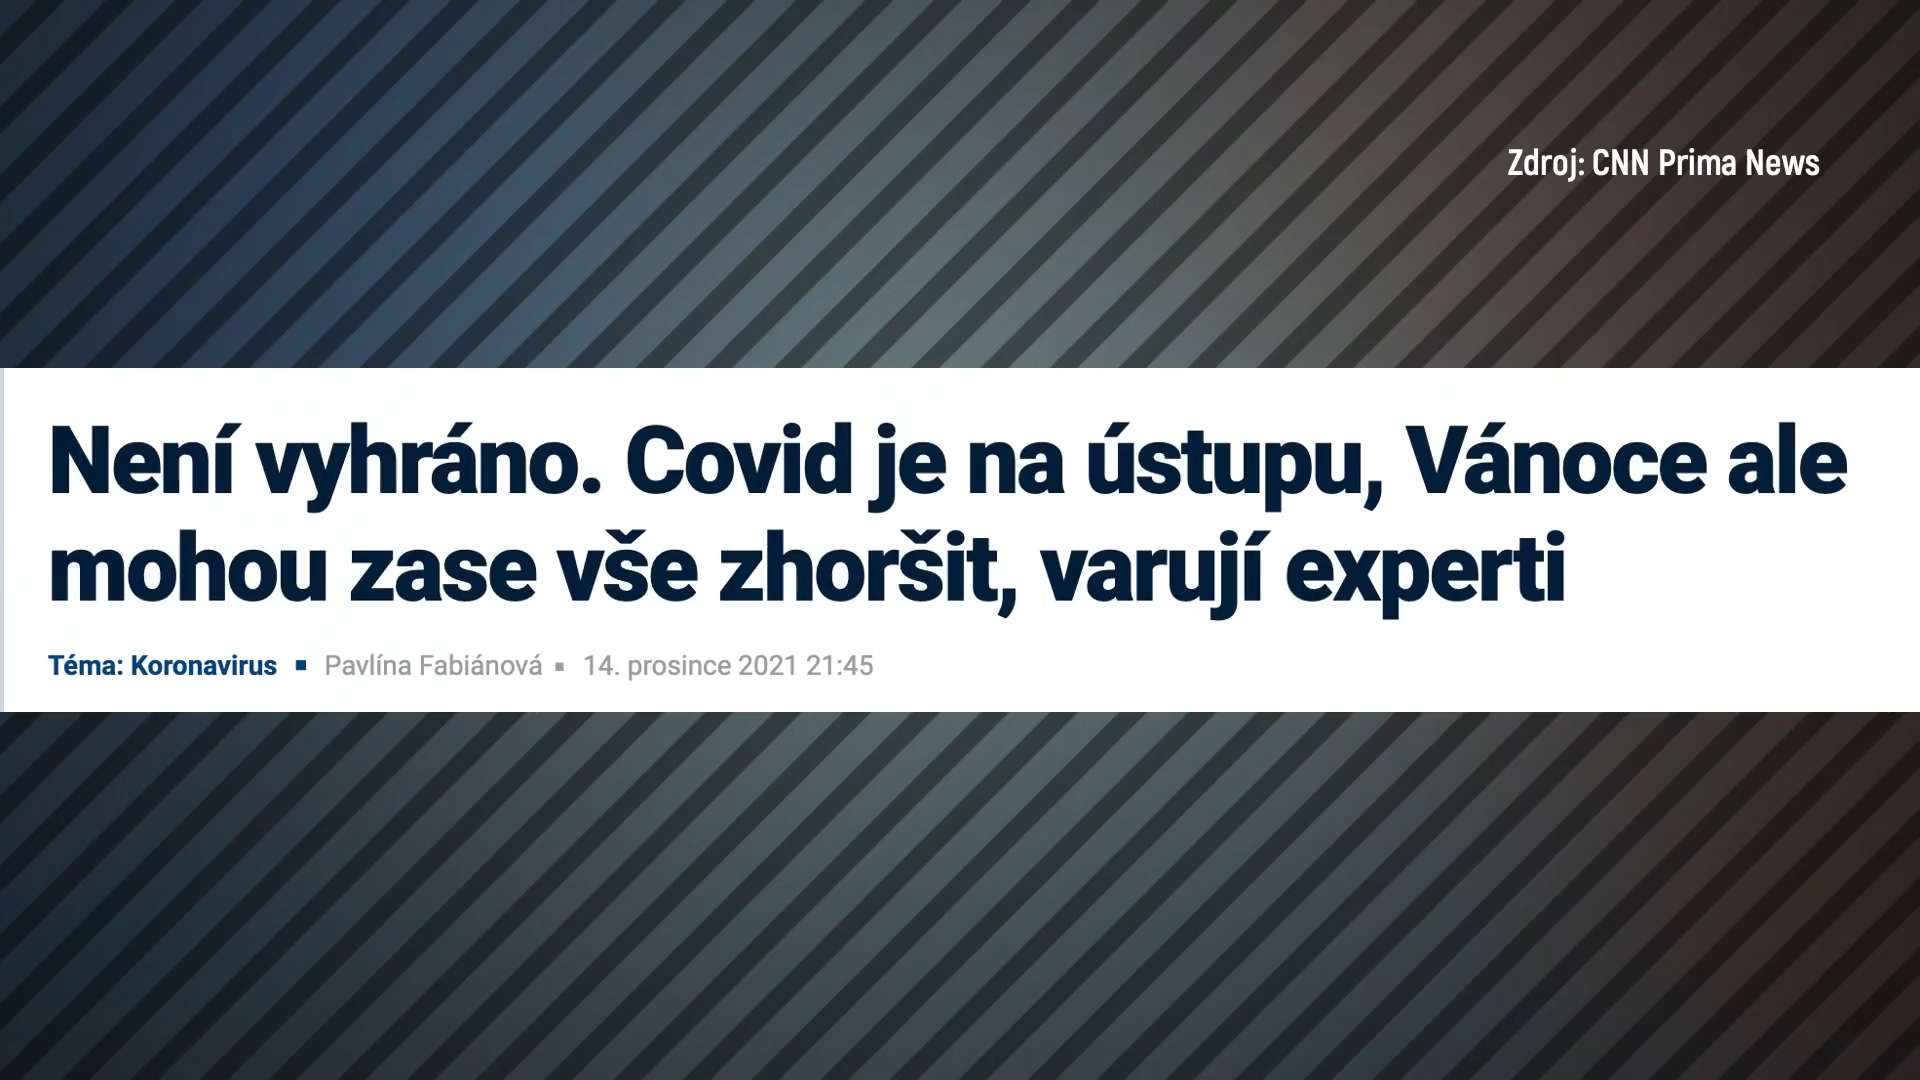 Zdroj: CNN Prima News
Není vyhráno. Covid je na ústupu, Vánoce ale
mohou zase vše zhoršit, varují experti
Téma: Koronavirus ▪ Pavlína Fabiánová ▪ 14. prosince 2021 21:45